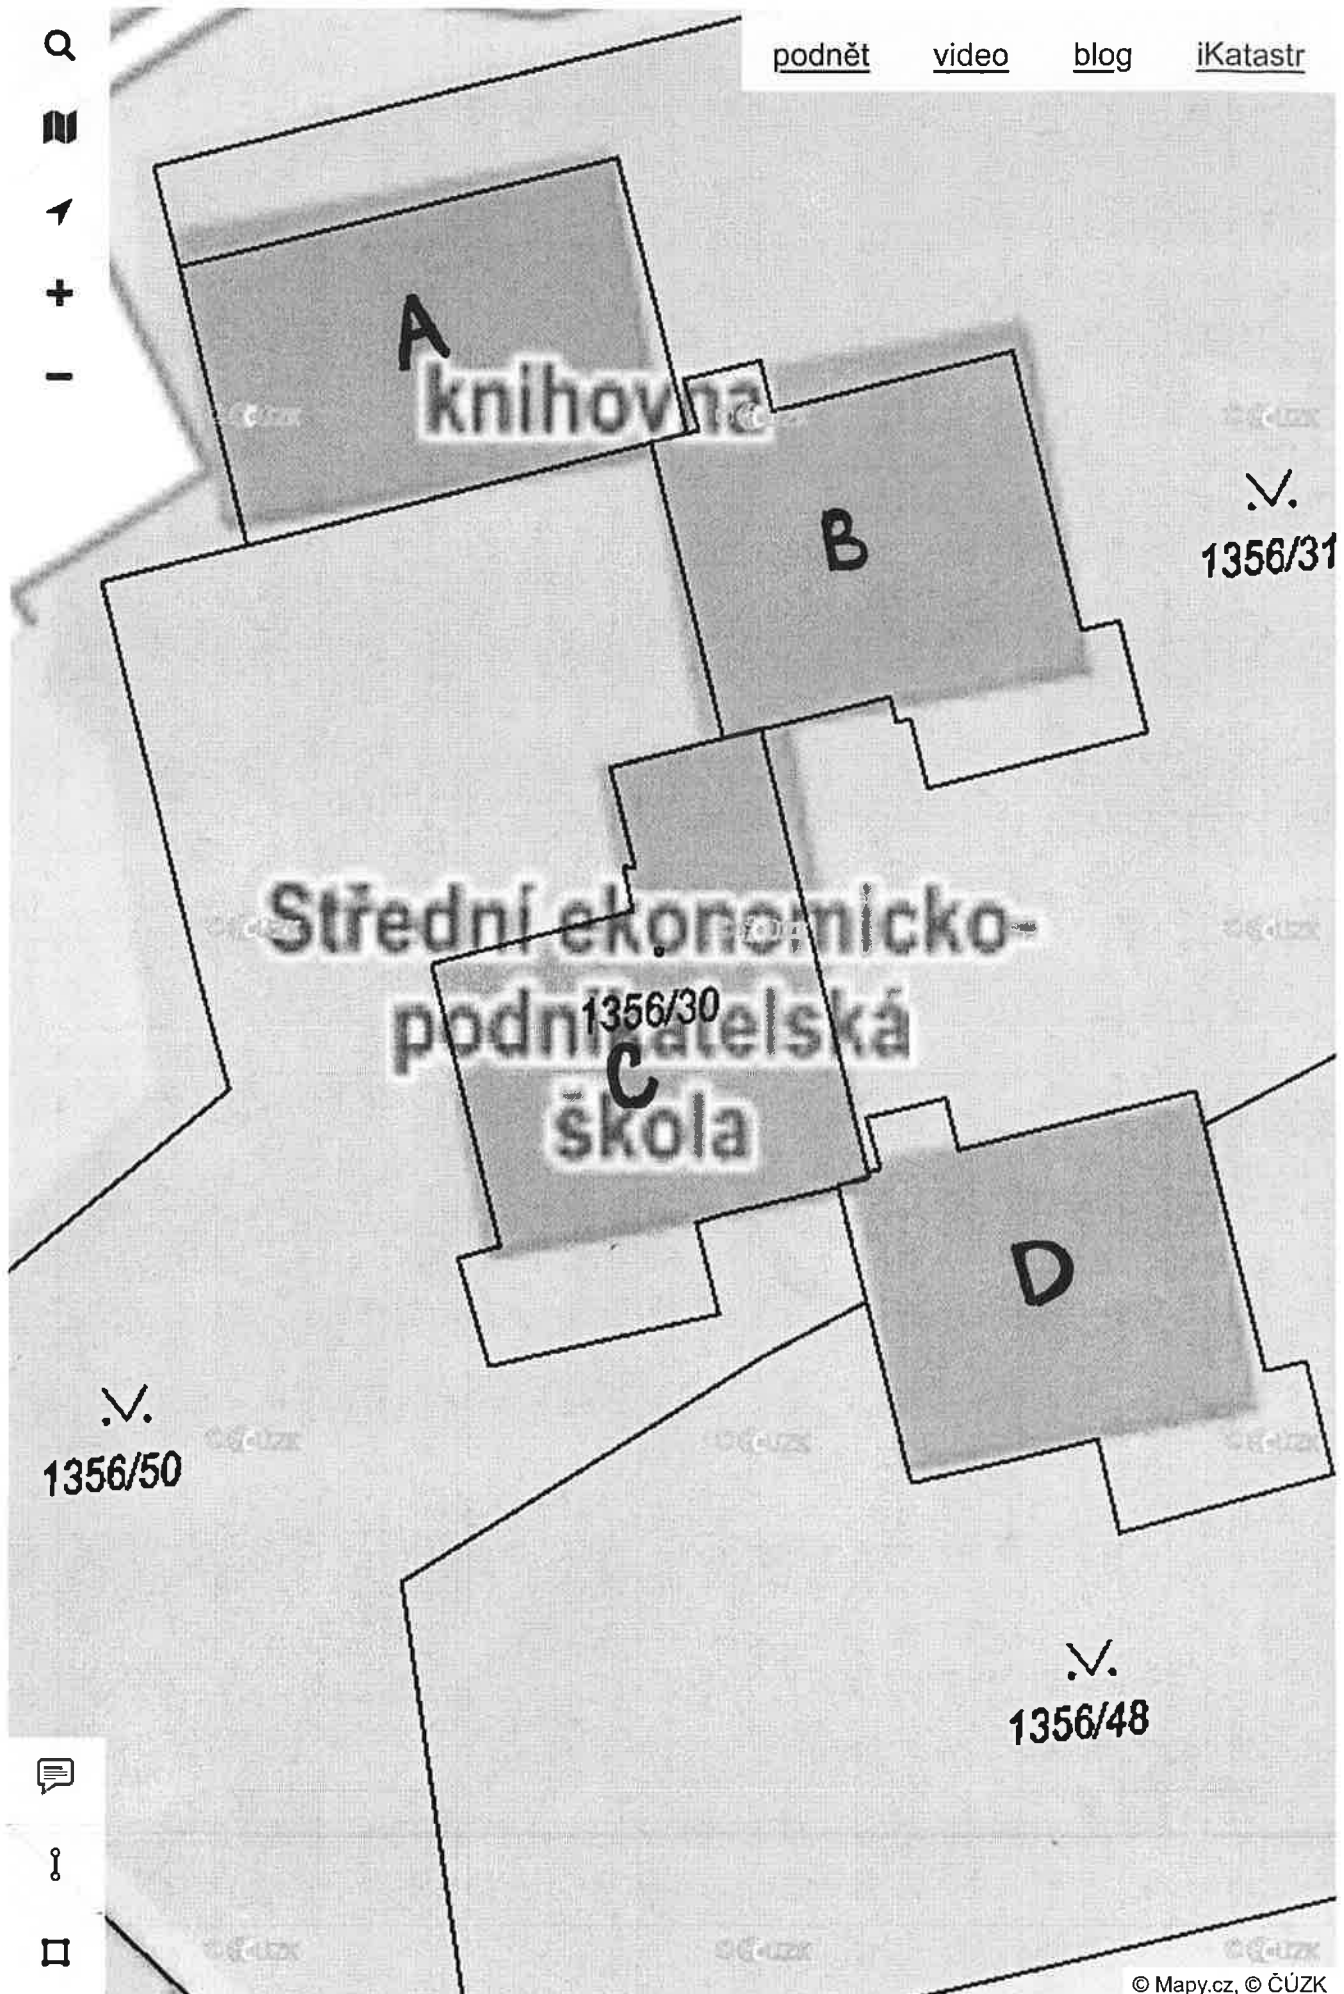 podnět video blog iKatastr
A
knihovna
B
1356/31
Střední ekonomicko-
podnikatelská
1356/30
C
škola
D
1356/50
1356/48
©ČÚZK
© Mapy.cz, © ČÚZK